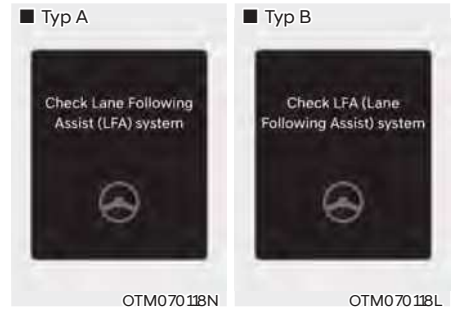 ■ Typ A
Check Lane Following
Assist (LFA) system
OTM070118N
■ Typ B
Check LFA (Lane
Following Assist) system
OTM070118L